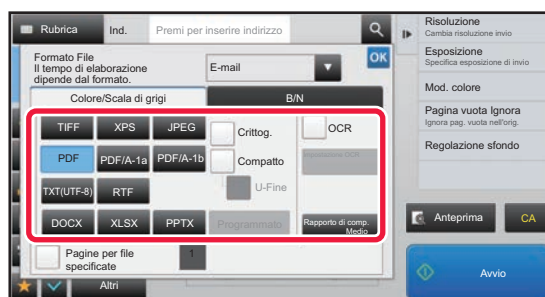 Rubrica
Ind.
Premi per inserire indirizzo
Formato File
Il tempo di elaborazione
dipende dal formato.
E-mail
OK
Colore/Scala di grigi
B/N
TIFF
XPS
JPEG
Crittog.
OCR
PDF
PDF/A-1a
PDF/A-1b
Compatto
Impostazione OCR
TXT(UTF-8)
RTF
U-Fine
DOCX
XLSX
PPTX
Programmato
Rapporto di comp.
Medio
Pagine per file
specificate
1
Altri
Risoluzione
Cambia risoluzione invio
Esposizione
Specifica esposizione di invio
Mod. colore
Pagina vuota Ignora
Ignora pag. vuota nell'orig.
Regolazione sfondo
Anteprima
CA
Avvio